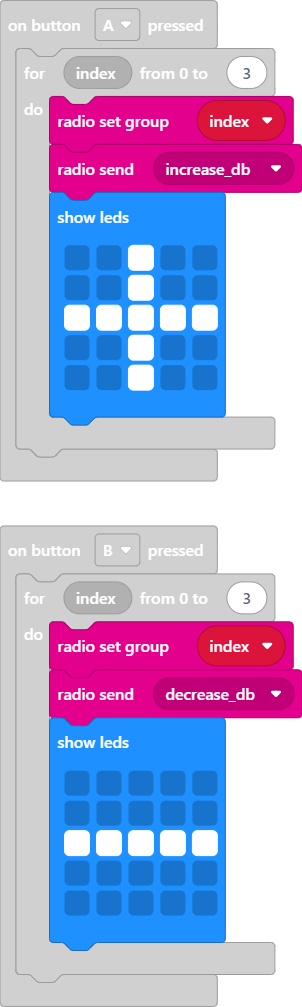 on button A pressed
for index from 0 to 3
do
radio set group index
radio send increase_db
show leds
on button B pressed
for index from 0 to 3
do
radio set group index
radio send decrease_db
show leds